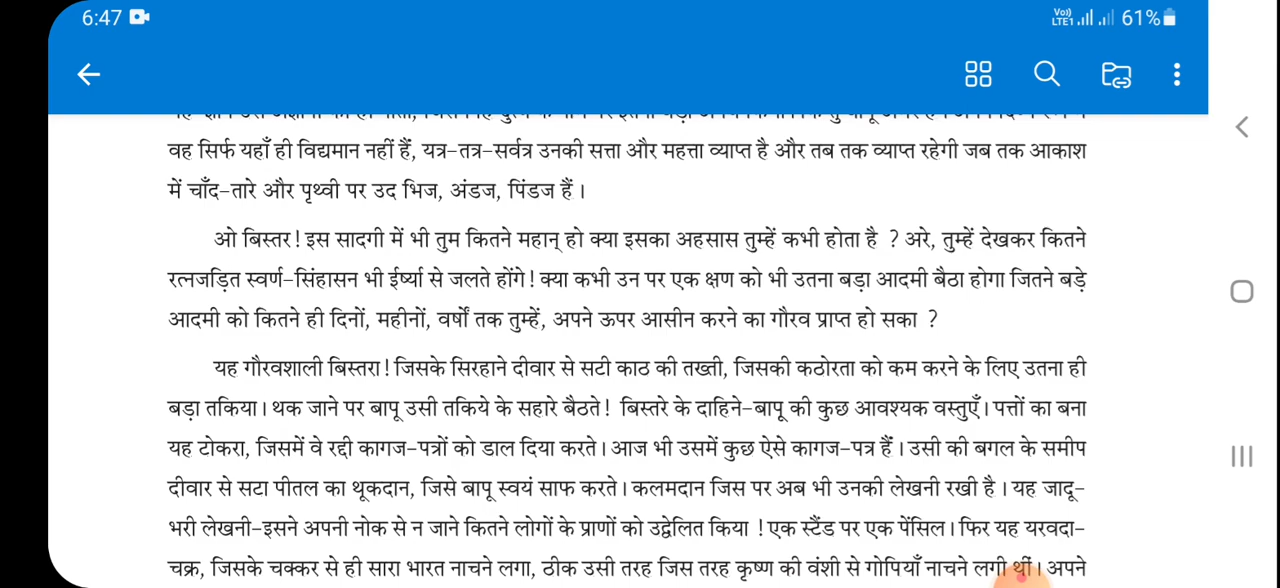 6:47
Vo)) LTE1 61%
वह सिर्फ यहाँ ही विद्यमान नहीं हैं, यत्र-तत्र-सर्वत्र उनकी सत्ता और महत्ता व्याप्त है और तब तक व्याप्त रहेगी जब तक आकाश
में चाँद-तारे और पृथ्वी पर उद भिज, अंडज, पिंडज हैं।
ओ बिस्तर! इस सादगी में भी तुम कितने महान् हो क्या इसका अहसास तुम्हें कभी होता है ? अरे, तुम्हें देखकर कितने
रत्नजड़ित स्वर्ण-सिंहासन भी ईर्ष्या से जलते होंगे! क्या कभी उन पर एक क्षण को भी उतना बड़ा आदमी बैठा होगा जितने बड़े
आदमी को कितने ही दिनों, महीनों, वर्षों तक तुम्हें, अपने ऊपर आसीन करने का गौरव प्राप्त हो सका ?
यह गौरवशाली बिस्तरा! जिसके सिरहाने दीवार से सटी काठ की तख्ती, जिसकी कठोरता को कम करने के लिए उतना ही
बड़ा तकिया। थक जाने पर बापू उसी तकिये के सहारे बैठते! बिस्तरे के दाहिने-बापू की कुछ आवश्यक वस्तुएँ। पत्तों का बना
यह टोकरा, जिसमें वे रद्दी कागज-पत्रों को डाल दिया करते। आज भी उसमें कुछ ऐसे कागज-पत्र हैं। उसी की बगल के समीप
दीवार से सटा पीतल का थूकदान, जिसे बापू स्वयं साफ करते। कलमदान जिस पर अब भी उनकी लेखनी रखी है। यह जादू-
भरी लेखनी-इसने अपनी नोक से न जाने कितने लोगों के प्राणों को उद्वेलित किया ! एक स्टैंड पर एक पेंसिल। फिर यह यरवदा-
चक्र, जिसके चक्कर से ही सारा भारत नाचने लगा, ठीक उसी तरह जिस तरह कृष्ण की वंशी से गोपियाँ नाचने लगी थीं। अपने